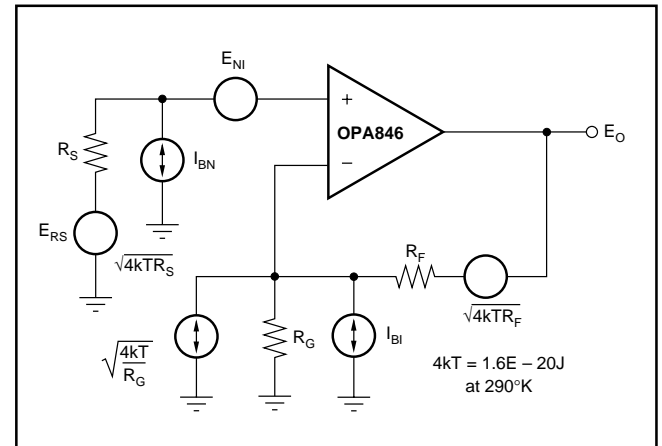 E_NI
+
OPA846
−
E_O
R_S
I_BN
E_RS
√4kTR_S
R_F
√4kTR_F
√4kT/R_G
R_G
I_BI
4kT = 1.6E – 20J
at 290°K